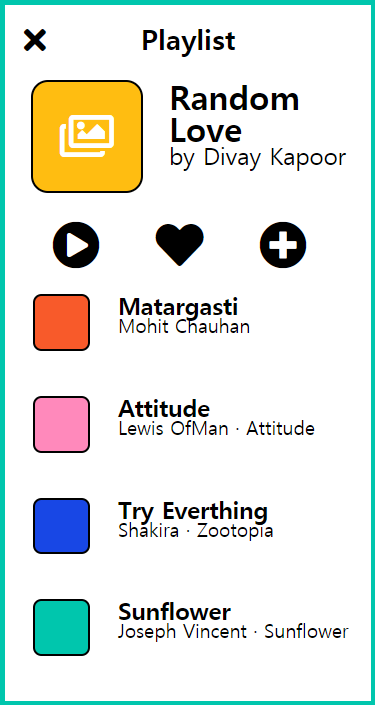 Playlist
Random
Love
by Divay Kapoor
Matargasti
Mohit Chauhan
Attitude
Lewis OfMan · Attitude
Try Everthing
Shakira · Zootopia
Sunflower
Joseph Vincent · Sunflower